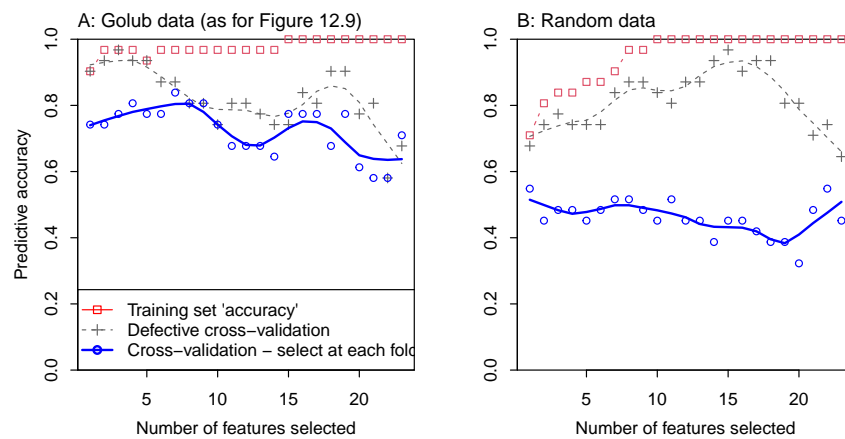 A: Golub data (as for Figure 12.9)
Predictive accuracy
1.0
0.8
0.6
0.4
0.2
0.0
Training set 'accuracy'
Defective cross−validation
Cross−validation − select at each fold
5 10 15 20
Number of features selected
B: Random data
1.0
0.8
0.6
0.4
0.2
0.0
5 10 15 20
Number of features selected